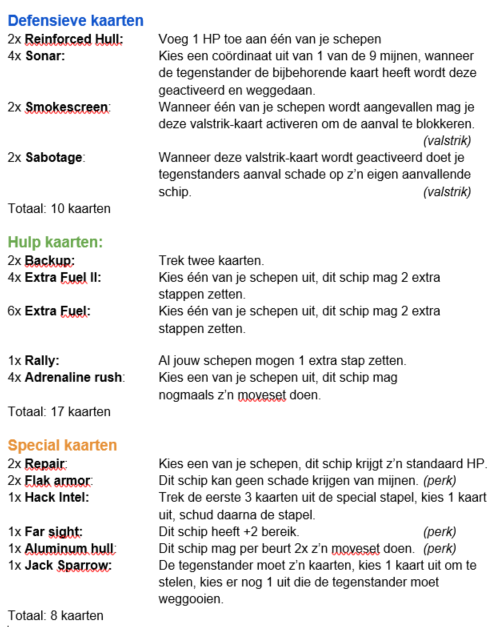 Defensieve kaarten
2x Reinforced Hull: Voeg 1 HP toe aan één van je schepen
4x Sonar: Kies een coördinaat uit van 1 van de 9 mijnen, wanneer
de tegenstander de bijbehorende kaart heeft wordt deze
geactiveerd en weggedaan.
2x Smokescreen: Wanneer één van je schepen wordt aangevallen mag je
deze valstrik-kaart activeren om de aanval te blokkeren.
(valstrik)
2x Sabotage: Wanneer deze valstrik-kaart wordt geactiveerd doet je
tegenstanders aanval schade op z'n eigen aanvallende
schip. (valstrik)
Totaal: 10 kaarten
Hulp kaarten:
2x Backup: Trek twee kaarten.
4x Extra Fuel II: Kies één van je schepen uit, dit schip mag 2 extra
stappen zetten.
6x Extra Fuel: Kies één van je schepen uit, dit schip mag 2 extra
stappen zetten.
1x Rally: Al jouw schepen mogen 1 extra stap zetten.
4x Adrenaline rush: Kies een van je schepen uit, dit schip mag
nogmaals z'n moveset doen.
Totaal: 17 kaarten
Special kaarten
2x Repair: Kies een van je schepen, dit schip krijgt z'n standaard HP.
2x Flak armor: Dit schip kan geen schade krijgen van mijnen. (perk)
1x Hack Intel: Trek de eerste 3 kaarten uit de special stapel, kies 1 kaart
uit, schud daarna de stapel.
1x Far sight: Dit schip heeft +2 bereik. (perk)
1x Aluminum hull: Dit schip mag per beurt 2x z'n moveset doen. (perk)
1x Jack Sparrow: De tegenstander moet z'n kaarten, kies 1 kaart uit om te
stelen, kies er nog 1 uit die de tegenstander moet
weggooien.
Totaal: 8 kaarten